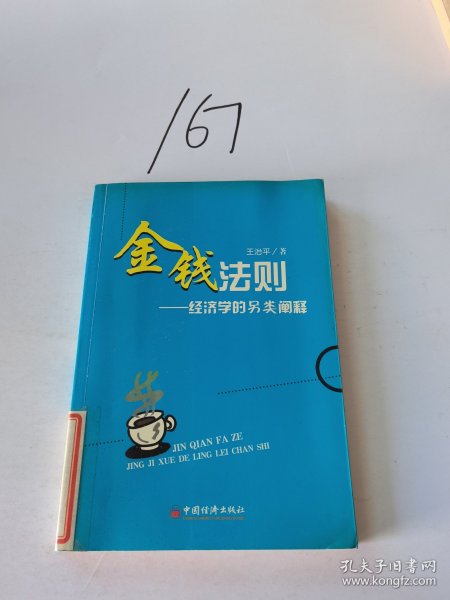 167
金钱法则
王治平/著
——经济学的另类阐释
JIN QIAN FA ZE
JING JI XUE DE LING LEI CHAN SHI
中国经济出版社
孔夫子旧书网
www.kongfz.com